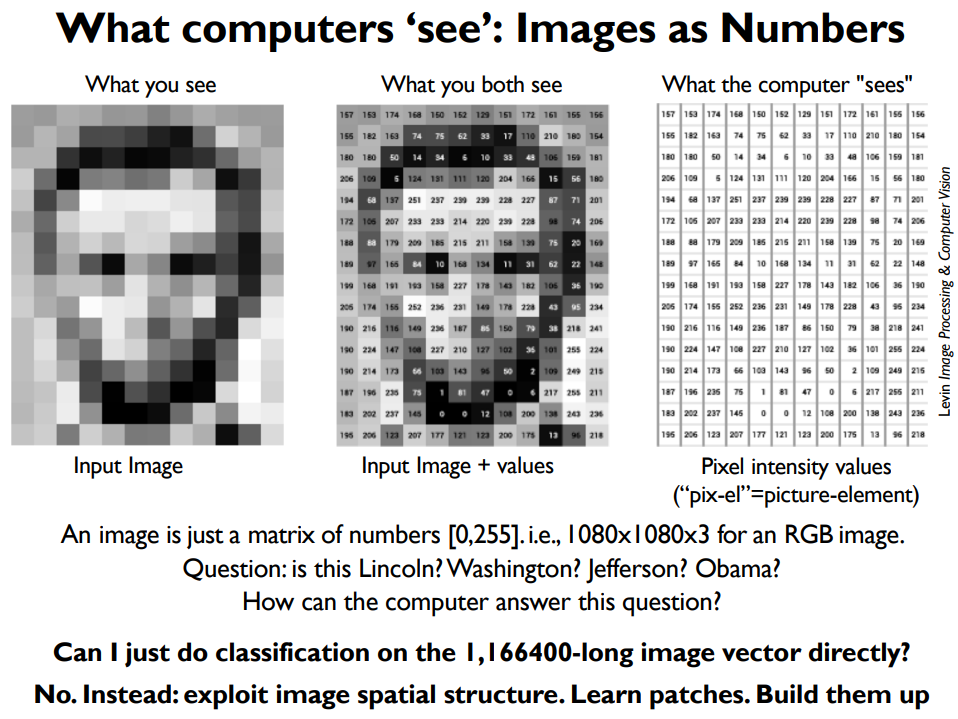 What computers ‘see’: Images as Numbers
What you see
What you both see
What the computer "sees"
157 153 174 168 150 152 129 151 172 161 155 156
155 182 163 74 75 62 33 17 110 210 180 154
180 180 50 14 34 6 10 33 48 106 159 181
206 109 5 124 131 111 120 204 166 15 56 180
194 68 137 251 237 239 239 228 227 87 71 201
172 105 207 233 233 214 220 239 228 98 74 206
188 88 179 209 185 215 211 158 139 75 20 169
189 97 165 84 10 168 134 11 31 62 22 148
199 168 191 193 158 227 178 143 182 106 36 190
205 174 155 252 236 231 149 178 228 43 95 234
190 216 116 149 236 187 86 150 79 38 218 241
190 224 147 108 227 210 127 102 36 101 255 224
190 214 173 66 103 143 96 50 2 109 249 215
187 196 235 75 1 81 47 0 6 217 255 211
183 202 237 145 0 0 12 108 200 138 243 236
195 206 123 207 177 121 123 200 175 13 96 218
157 153 174 168 150 152 129 151 172 161 155 156
155 182 163 74 75 62 33 17 110 210 180 154
180 180 50 14 34 6 10 33 48 106 159 181
206 109 5 124 131 111 120 204 166 15 56 180
194 68 137 251 237 239 239 228 227 87 71 201
172 105 207 233 233 214 220 239 228 98 74 206
188 88 179 209 185 215 211 158 139 75 20 169
189 97 165 84 10 168 134 11 31 62 22 148
199 168 191 193 158 227 178 143 182 106 36 190
205 174 155 252 236 231 149 178 228 43 95 234
190 216 116 149 236 187 86 150 79 38 218 241
190 224 147 108 227 210 127 102 36 101 255 224
190 214 173 66 103 143 96 50 2 109 249 215
187 196 235 75 1 81 47 0 6 217 255 211
183 202 237 145 0 0 12 108 200 138 243 236
195 206 123 207 177 121 123 200 175 13 96 218
Levin Image Processing & Computer Vision
Input Image
Input Image + values
Pixel intensity values
(“pix-el”=picture-element)
An image is just a matrix of numbers [0,255]. i.e., 1080x1080x3 for an RGB image.
Question: is this Lincoln? Washington? Jefferson? Obama?
How can the computer answer this question?
Can I just do classification on the 1,166400-long image vector directly?
No. Instead: exploit image spatial structure. Learn patches. Build them up